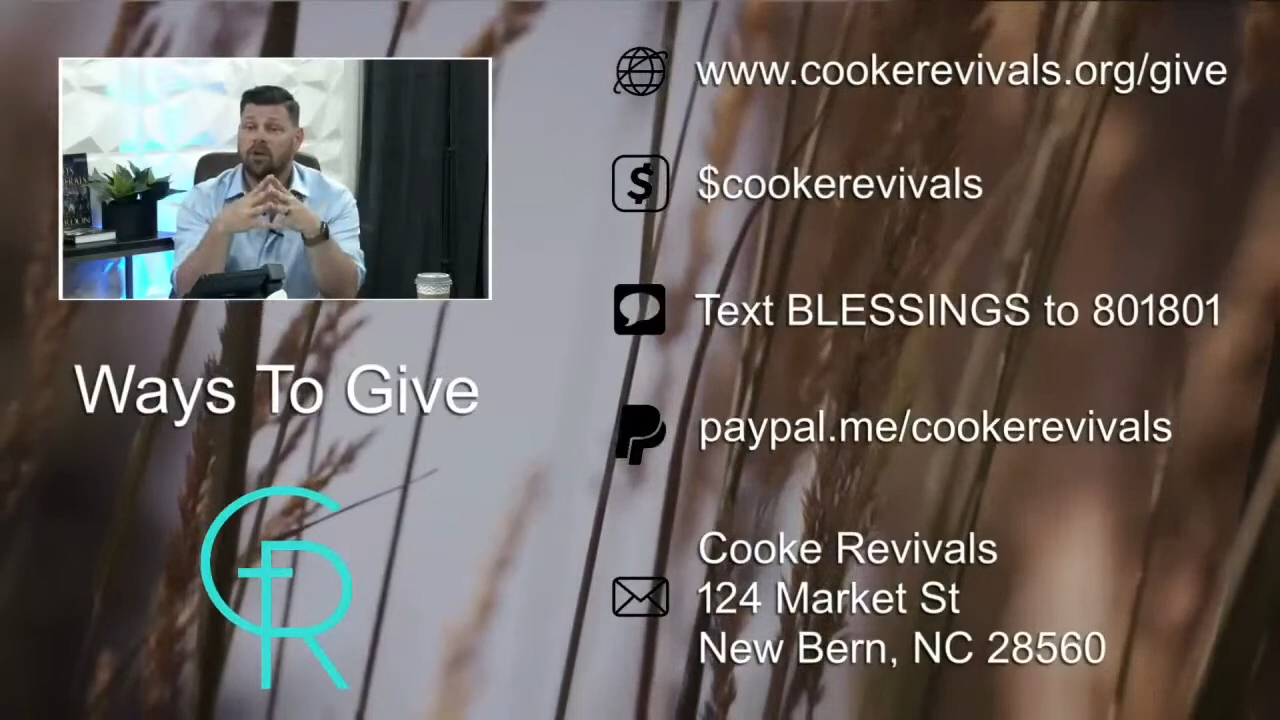 Ways To Give
www.cookerevivals.org/give
$cookerevivals
Text BLESSINGS to 801801
paypal.me/cookerevivals
Cooke Revivals
124 Market St
New Bern, NC 28560